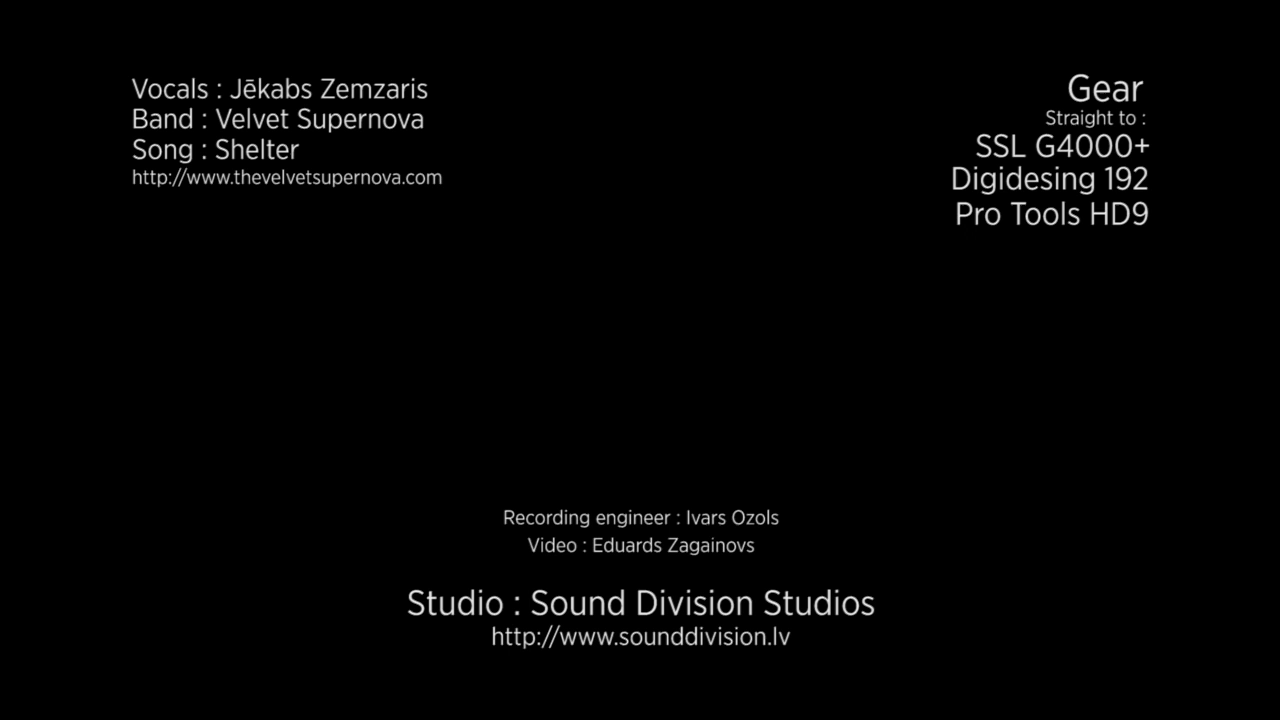 Vocals : Jēkabs Zemzaris
Band : Velvet Supernova
Song : Shelter
http://www.thevelvetsupernova.com
Gear
Straight to :
SSL G4000+
Digidesing 192
Pro Tools HD9
Recording engineer : Ivars Ozols
Video : Eduards Zagainovs
Studio : Sound Division Studios
http://www.sounddivision.lv